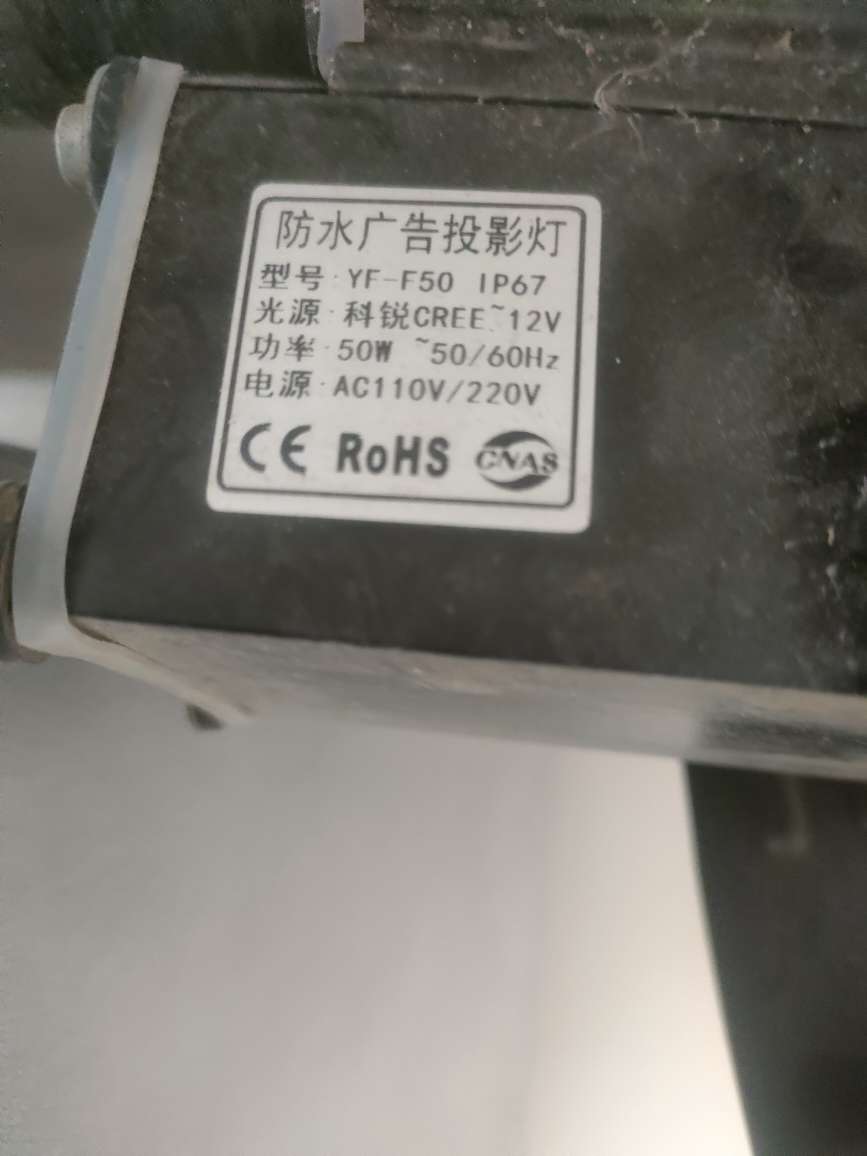 防水广告投影灯
型号:YF-F50 IP67
光源:科锐CREE~12V
功率:50W ~50/60Hz
电源:AC110V/220V
CE RoHS CNAS